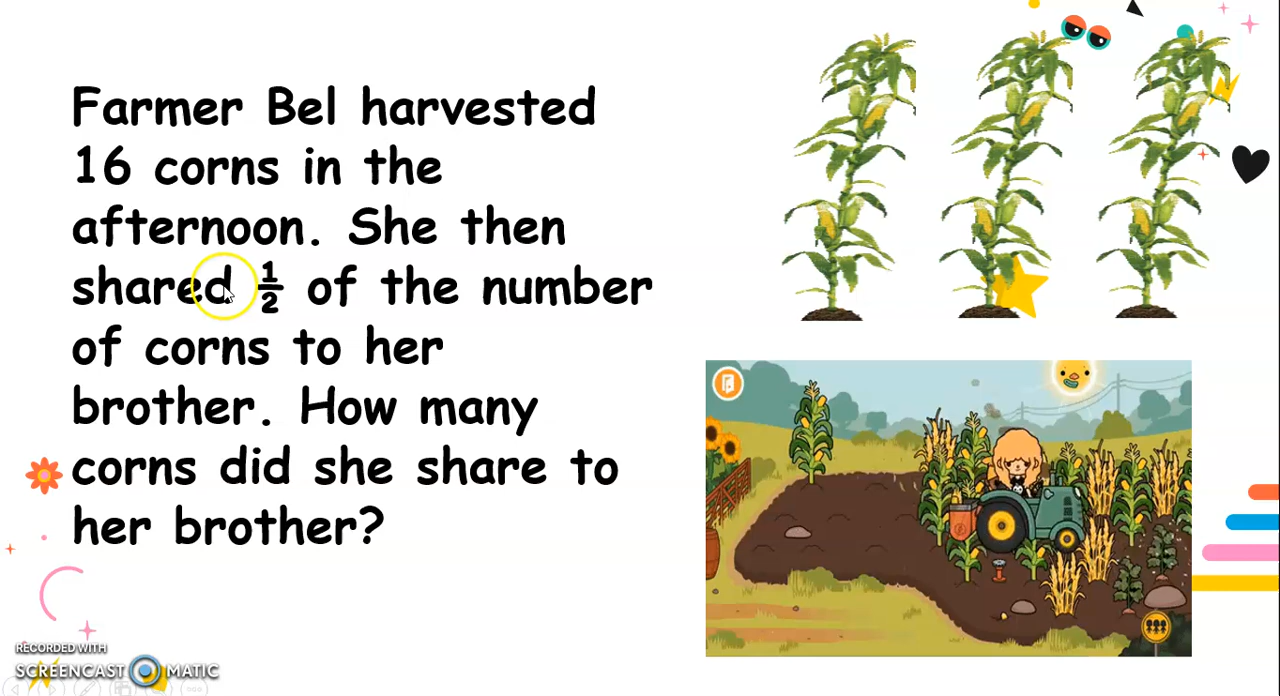 Farmer Bel harvested
16 corns in the
afternoon. She then
shared 1/2 of the number
of corns to her
brother. How many
corns did she share to
her brother?
RECORDED WITH
SCREENCAST MATIC